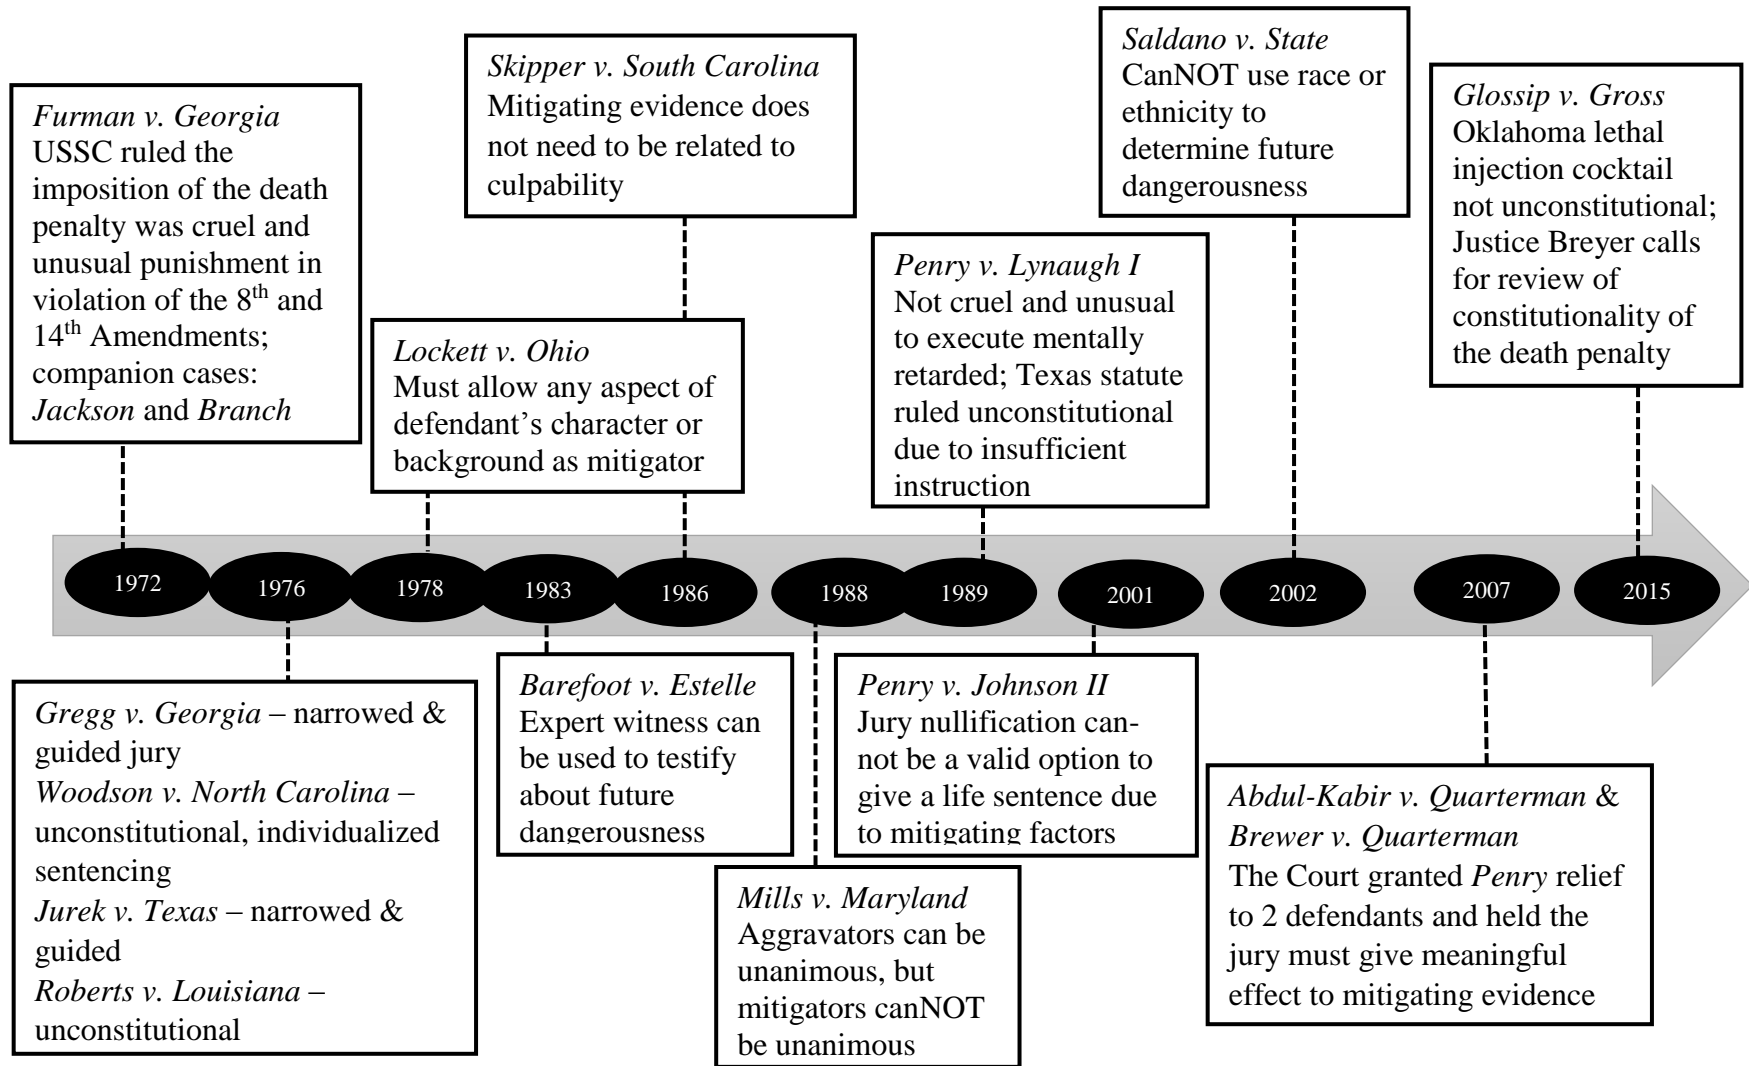 Furman v. Georgia
USSC ruled the
imposition of the death
penalty was cruel and
unusual punishment in
violation of the 8th and
14th Amendments;
companion cases:
Jackson and Branch
Skipper v. South Carolina
Mitigating evidence does
not need to be related to
culpability
Lockett v. Ohio
Must allow any aspect of
defendant’s character or
background as mitigator
Penry v. Lynaugh I
Not cruel and unusual
to execute mentally
retarded; Texas statute
ruled unconstitutional
due to insufficient
instruction
Saldano v. State
CanNOT use race or
ethnicity to
determine future
dangerousness
Glossip v. Gross
Oklahoma lethal
injection cocktail
not unconstitutional;
Justice Breyer calls
for review of
constitutionality of
the death penalty
1972
1976
1978
1983
1986
1988
1989
2001
2002
2007
2015
Gregg v. Georgia – narrowed &
guided jury
Woodson v. North Carolina –
unconstitutional, individualized
sentencing
Jurek v. Texas – narrowed &
guided
Roberts v. Louisiana –
unconstitutional
Barefoot v. Estelle
Expert witness can
be used to testify
about future
dangerousness
Mills v. Maryland
Aggravators can be
unanimous, but
mitigators canNOT
be unanimous
Penry v. Johnson II
Jury nullification can-
not be a valid option to
give a life sentence due
to mitigating factors
Abdul-Kabir v. Quarterman &
Brewer v. Quarterman
The Court granted Penry relief
to 2 defendants and held the
jury must give meaningful
effect to mitigating evidence